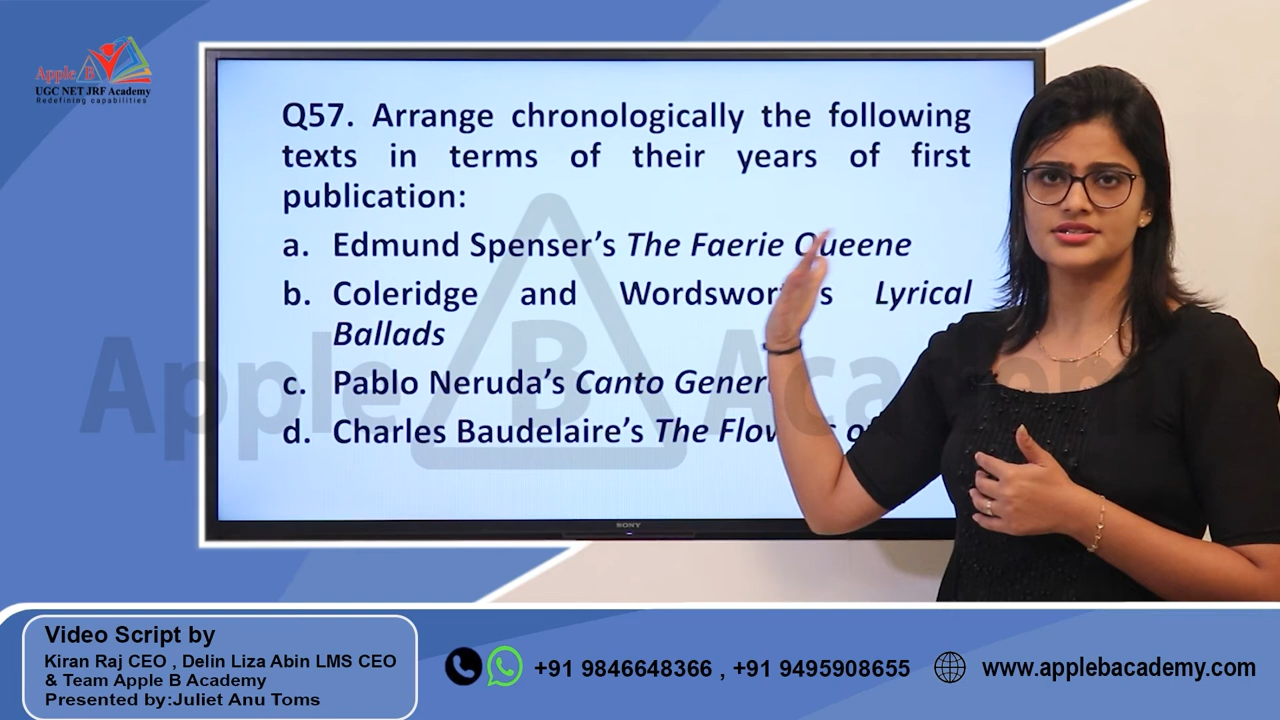 Apple B
UGC NET JRF Academy
Redefining capabilities
Q57. Arrange chronologically the following
texts in terms of their years of first
publication:
a. Edmund Spenser's The Faerie Queene
b. Coleridge and Wordsworth's Lyrical
Ballads
c. Pablo Neruda's Canto
d. Charles Baudelaire's The
Apple B Academy
SONY
Video Script by
Kiran Raj CEO , Delin Liza Abin LMS CEO
& Team Apple B Academy
Presented by:Juliet Anu Toms
+91 9846648366 , +91 9495908655
www.applebacademy.com